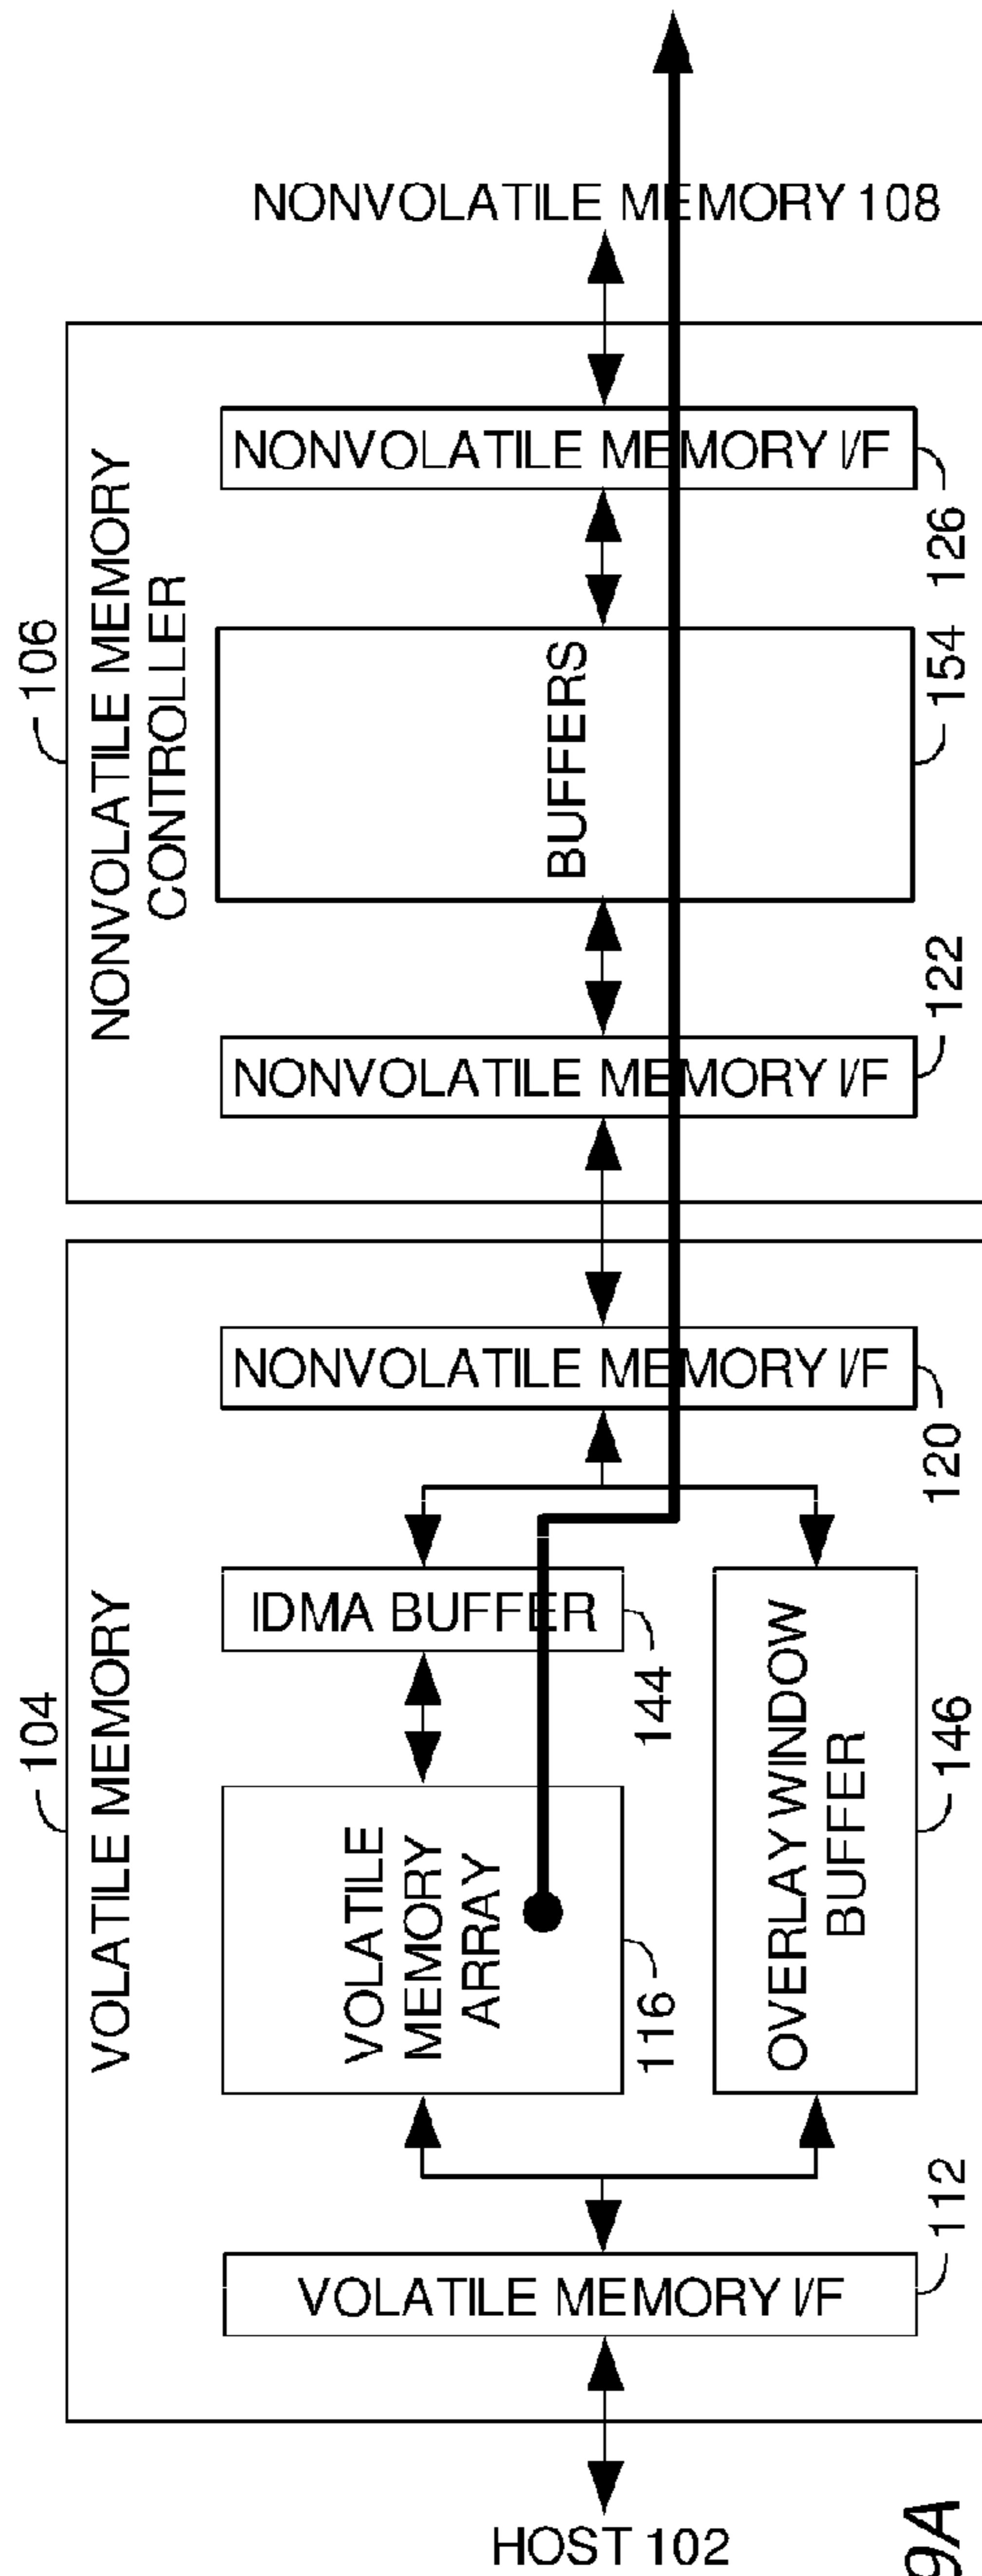 NONVOLATILE MEMORY 108
106
NONVOLATILE MEMORY
CONTROLLER
NONVOLATILE MEMORY I/F
126
BUFFERS
154
NONVOLATILE MEMORY I/F
122
104
VOLATILE MEMORY
NONVOLATILE MEMORY I/F
120
IDMA BUFFER
144
VOLATILE
MEMORY
ARRAY
116
OVERLAY WINDOW
BUFFER
146
VOLATILE MEMORY I/F
112
HOST 102
9A